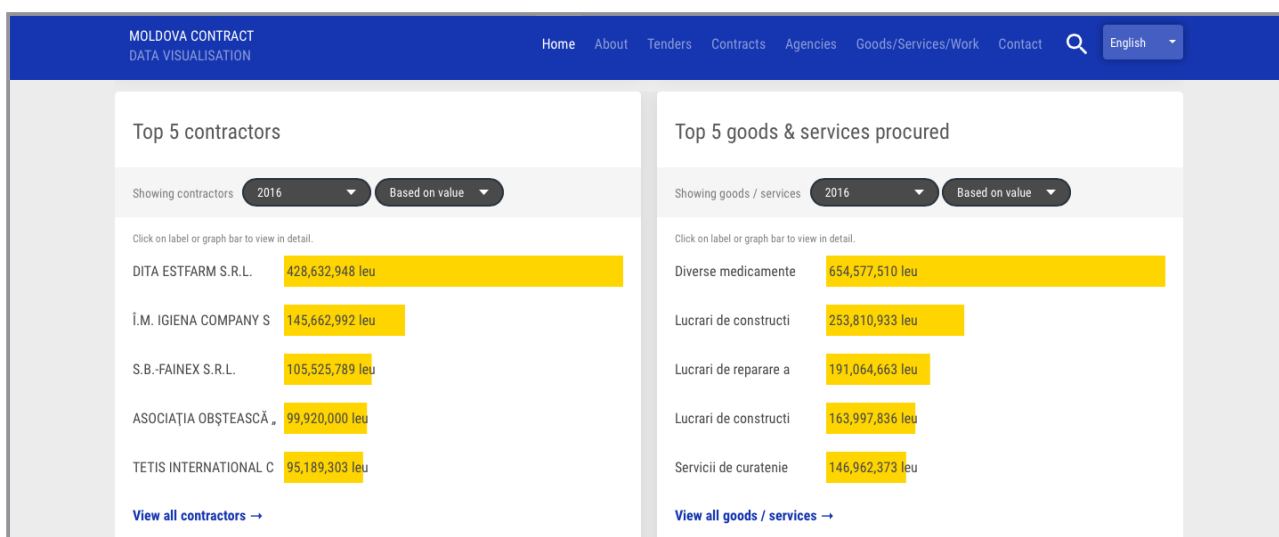 MOLDOVA CONTRACT
DATA VISUALISATION
Home About Tenders Contracts Agencies Goods/Services/Work Contact English
Top 5 contractors
Showing contractors 2016 Based on value
Click on label or graph bar to view in detail.
DITA ESTFARM S.R.L. 428,632,948 leu
Î.M. IGIENA COMPANY S 145,662,992 leu
S.B.-FAINEX S.R.L. 105,525,789 leu
ASOCIAŢIA OBŞTEASCĂ „ 99,920,000 leu
TETIS INTERNATIONAL C 95,189,303 leu
View all contractors →
Top 5 goods & services procured
Showing goods / services 2016 Based on value
Click on label or graph bar to view in detail.
Diverse medicamente 654,577,510 leu
Lucrari de constructi 253,810,933 leu
Lucrari de reparare a 191,064,663 leu
Lucrari de constructi 163,997,836 leu
Servicii de curatenie 146,962,373 leu
View all goods / services →